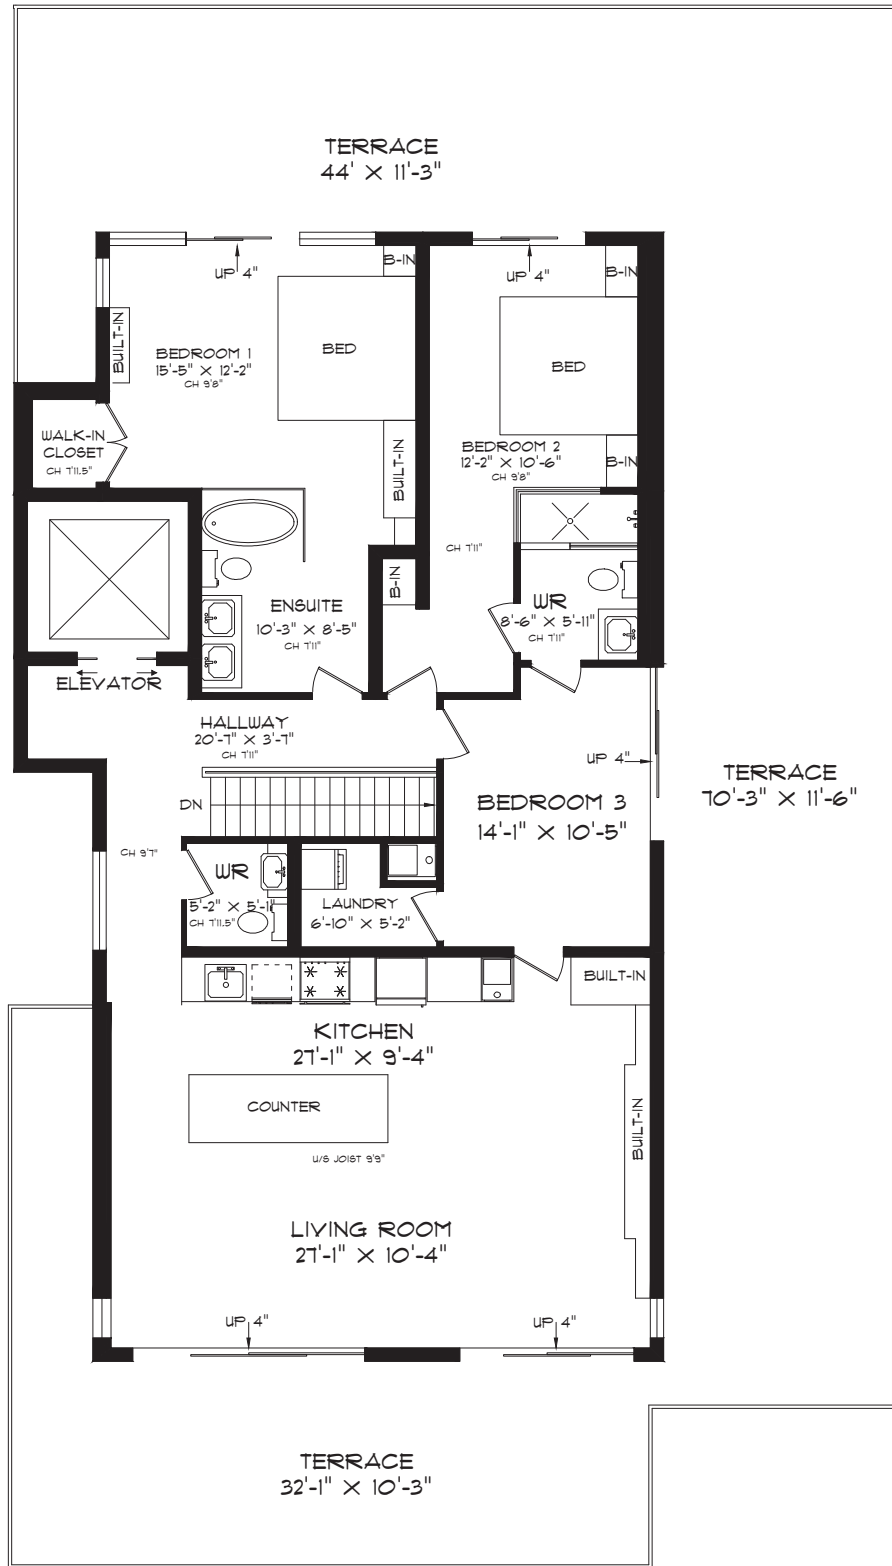 TERRACE
44' X 11'-3"
UP 4"
B-IN
UP 4"
B-IN
BUILT-IN
BEDROOM 1
15'-5" X 12'-2"
CH 9'8"
BED
BED
WALK-IN
CLOSET
CH 7'11.5"
BUILT-IN
BEDROOM 2
12'-2" X 10'-6"
CH 9'8"
B-IN
CH 7'11"
B-IN
ENSUITE
10'-3" X 8'-5"
CH 7'11"
WR
8'-6" X 5'-11"
CH 7'11"
ELEVATOR
HALLWAY
20'-7" X 3'-7"
CH 7'11"
UP 4"
TERRACE
70'-3" X 11'-6"
DN
BEDROOM 3
14'-1" X 10'-5"
CH 9'7"
WR
5'-2" X 5'-1"
CH 7'11.5"
LAUNDRY
6'-10" X 5'-2"
BUILT-IN
KITCHEN
27'-1" X 9'-4"
COUNTER
BUILT-IN
U/S JOIST 9'9"
LIVING ROOM
27'-1" X 10'-4"
UP 4"
UP 4"
TERRACE
32'-1" X 10'-3"